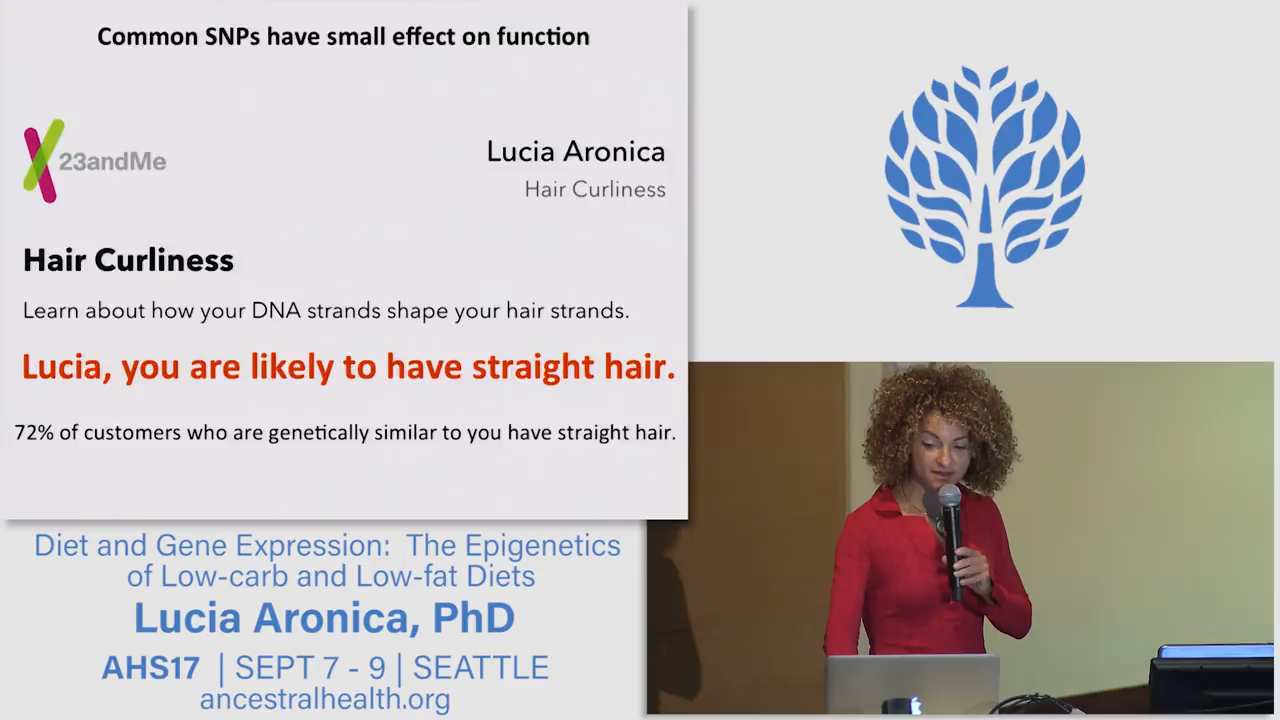 Common SNPs have small effect on function
23andMe
Lucia Aronica
Hair Curliness
Hair Curliness
Learn about how your DNA strands shape your hair strands.
Lucia, you are likely to have straight hair.
72% of customers who are genetically similar to you have straight hair.
Diet and Gene Expression: The Epigenetics
of Low-carb and Low-fat Diets
Lucia Aronica, PhD
AHS17 | SEPT 7 - 9 | SEATTLE
ancestralhealth.org